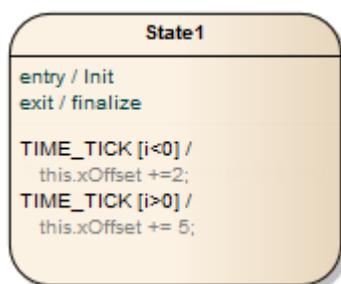 State1
entry / Init
exit / finalize
TIME_TICK [i<0] /
this.xOffset +=2;
TIME_TICK [i>0] /
this.xOffset += 5;